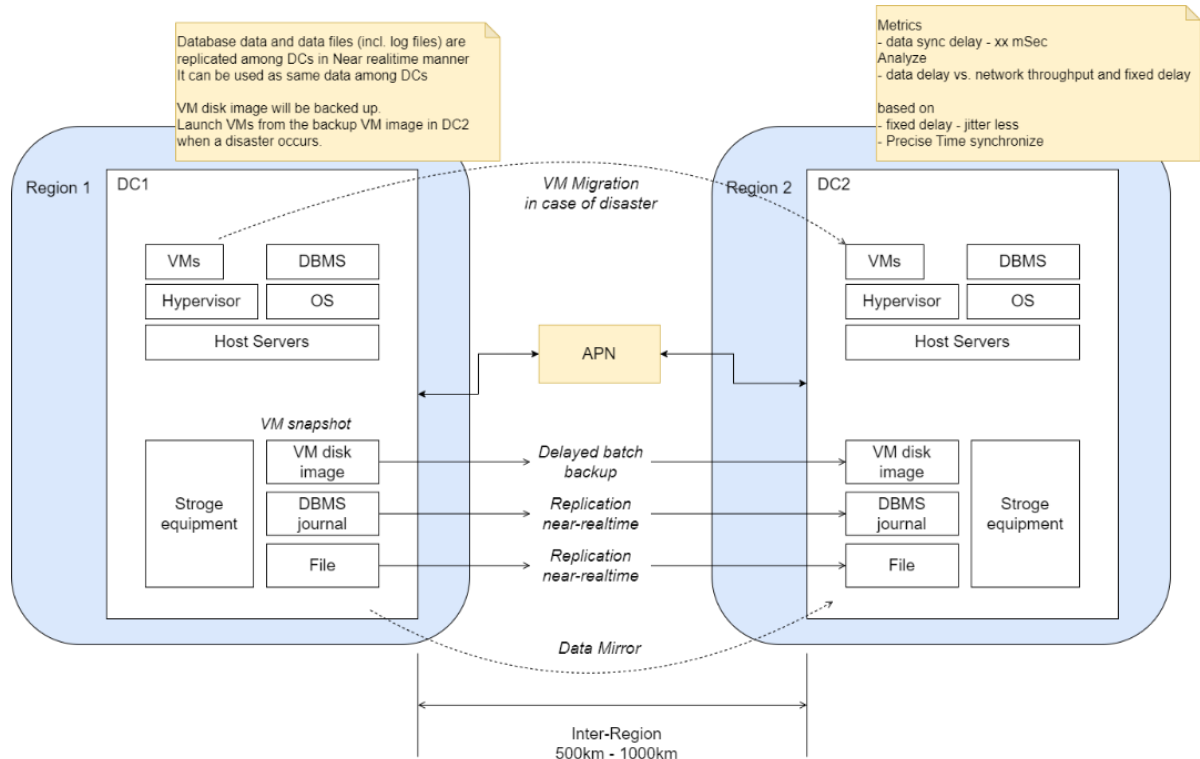 Database data and data files (incl. log files) are
replicated among DCs in Near realitime manner
It can be used as same data among DCs
VM disk image will be backed up.
Launch VMs from the backup VM image in DC2
when a disaster occurs.
Metrics
- data sync delay - xx mSec
Analyze
- data delay vs. network throughput and fixed delay
based on
- fixed delay - jitter less
- Precise Time synchronize
Region 1
DC1
VM Migration
in case of disaster
Region 2
DC2
VMs
DBMS
Hypervisor
OS
Host Servers
VMs
DBMS
Hypervisor
OS
Host Servers
APN
VM snapshot
Stroge
equipment
VM disk
image
DBMS
journal
File
Delayed batch
backup
Replication
near-realtime
Replication
near-realtime
VM disk
image
DBMS
journal
File
Stroge
equipment
Data Mirror
Inter-Region
500km - 1000km